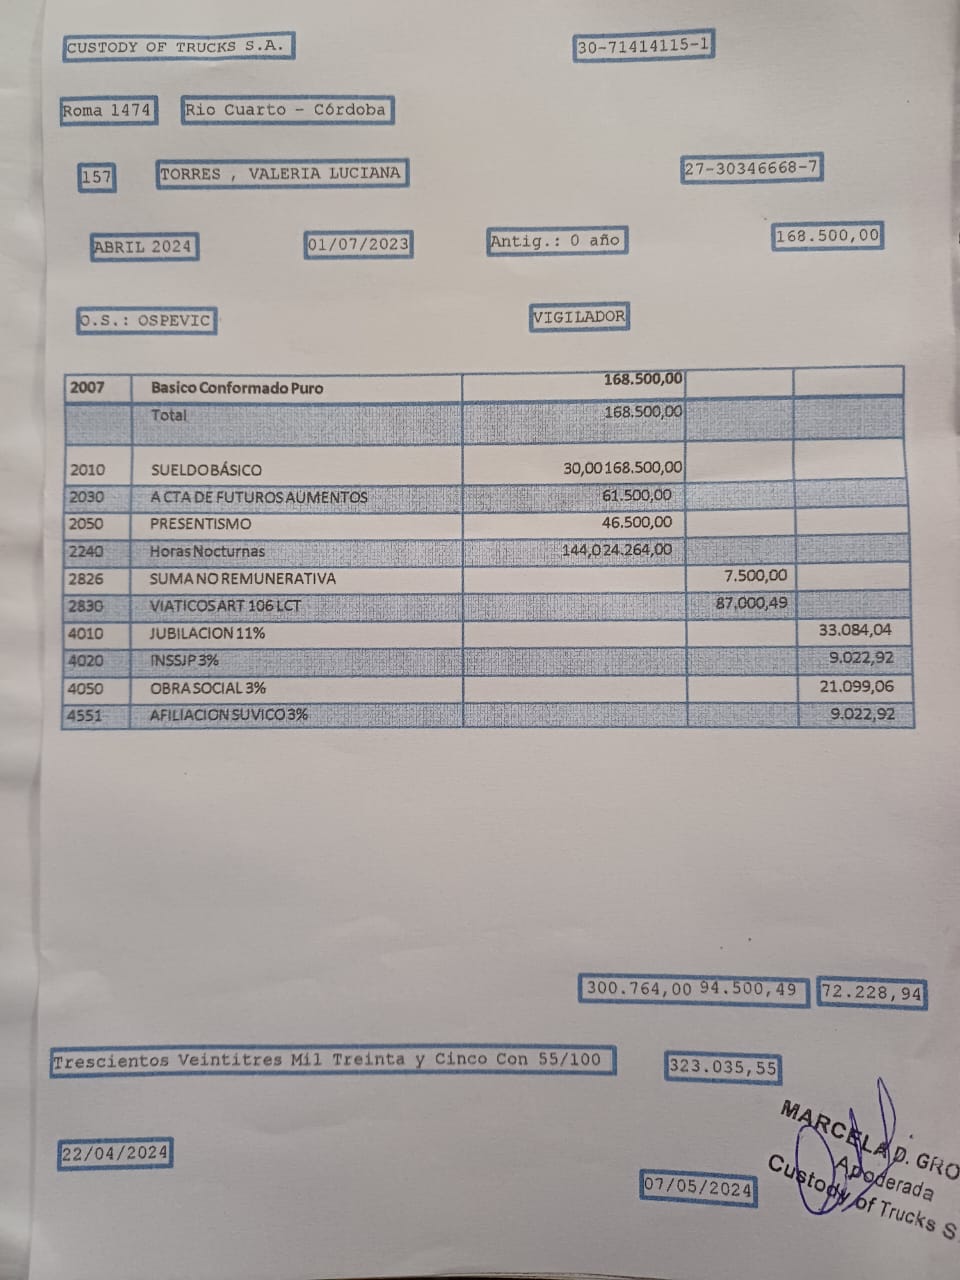 CUSTODY OF TRUCKS S.A. 30-71414115-1
Roma 1474 Rio Cuarto - Córdoba
157 TORRES , VALERIA LUCIANA 27-30346668-7
ABRIL 2024 01/07/2023 Antig.: 0 año 168.500,00
O.S.: OSPEVIC VIGILADOR
2007 Basico Conformado Puro 168.500,00
Total 168.500,00
2010 SUELDO BÁSICO 30,00168.500,00
2030 A CTA DE FUTUROS AUMENTOS 61.500,00
2050 PRESENTISMO 46.500,00
2240 Horas Nocturnas 144,024.264,00
2826 SUMA NO REMUNERATIVA 7.500,00
2830 VIATICOS ART 106 LCT 87.000,49
4010 JUBILACION 11% 33.084,04
4020 INSSJP 3% 9.022,92
4050 OBRA SOCIAL 3% 21.099,06
4551 AFILIACION SUVICO 3% 9.022,92
300.764,00 94.500,49 72.228,94
Trescientos Veintitres Mil Treinta y Cinco Con 55/100 323.035,55
22/04/2024
07/05/2024
MARCELA D. GRO
Apoderada
Custody of Trucks S